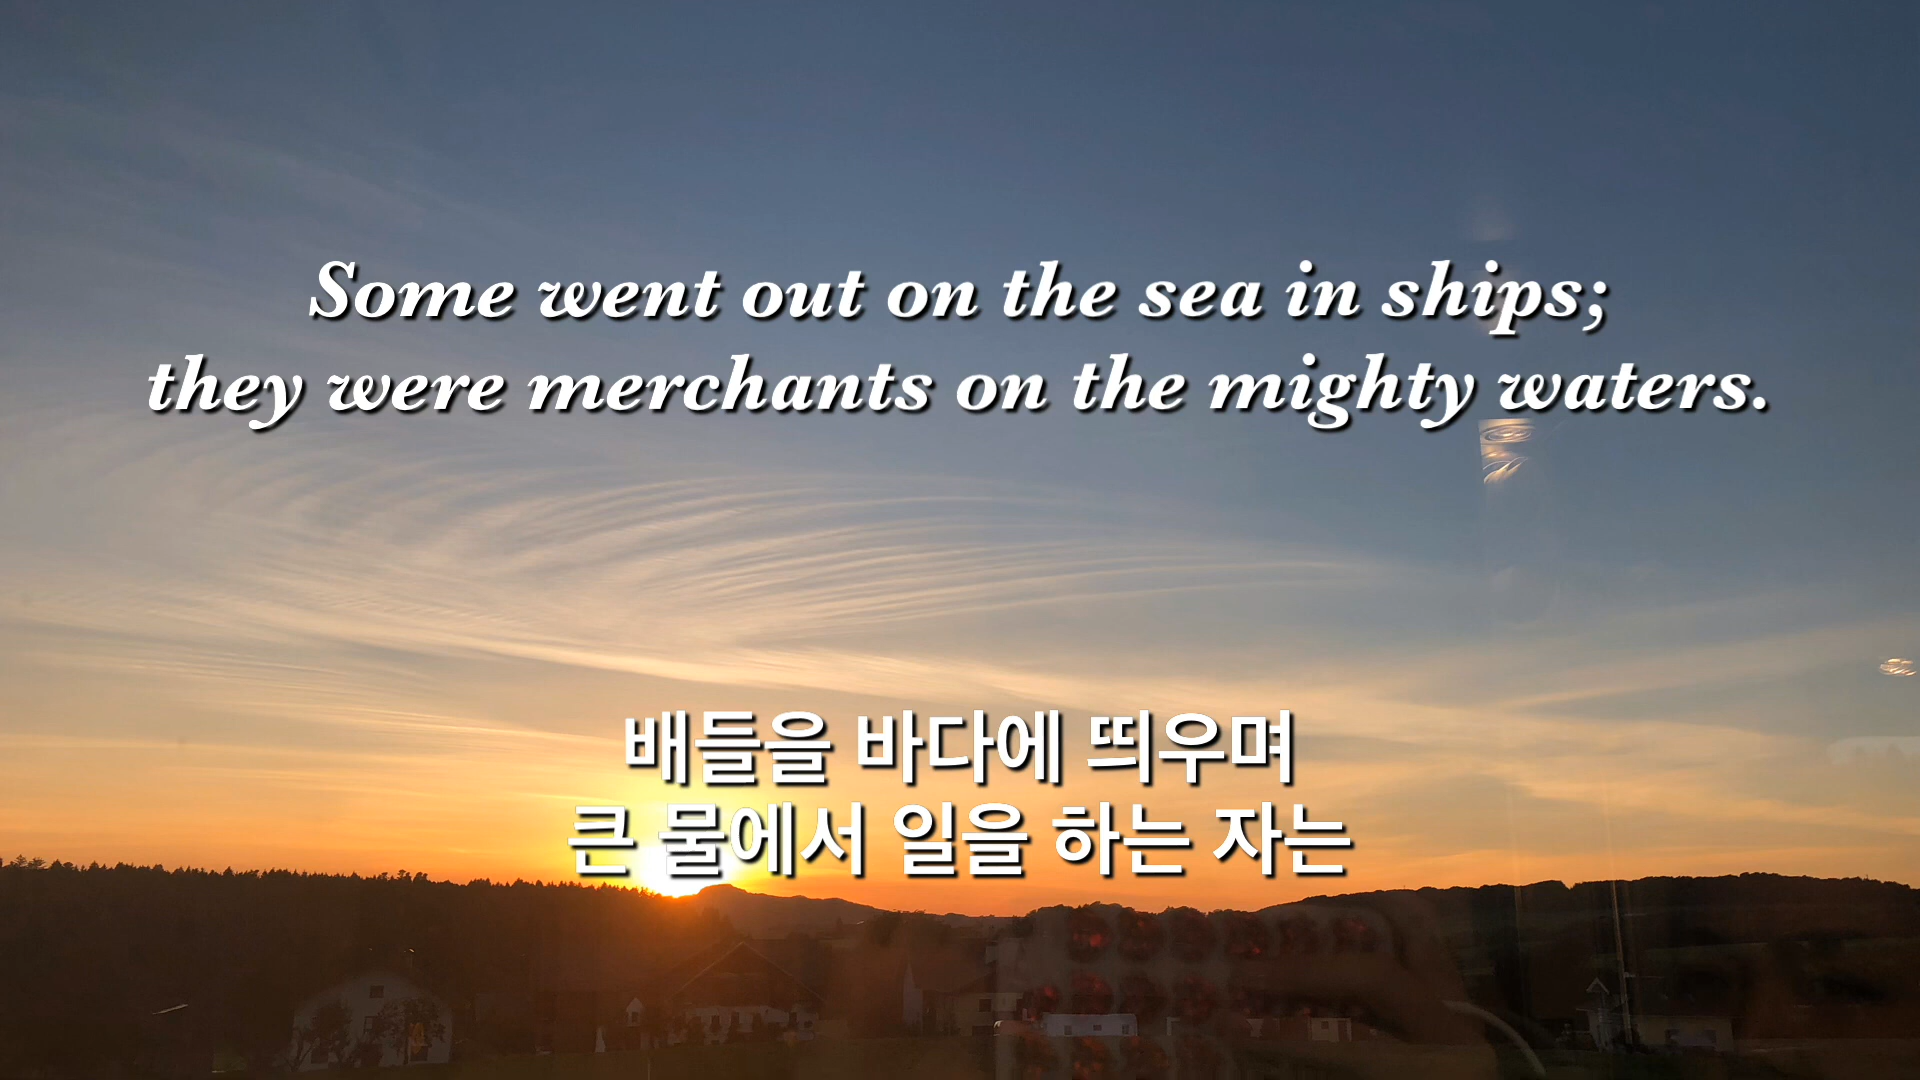 Some went out on the sea in ships;
they were merchants on the mighty waters.
배들을 바다에 띄우며
큰 물에서 일을 하는 자는